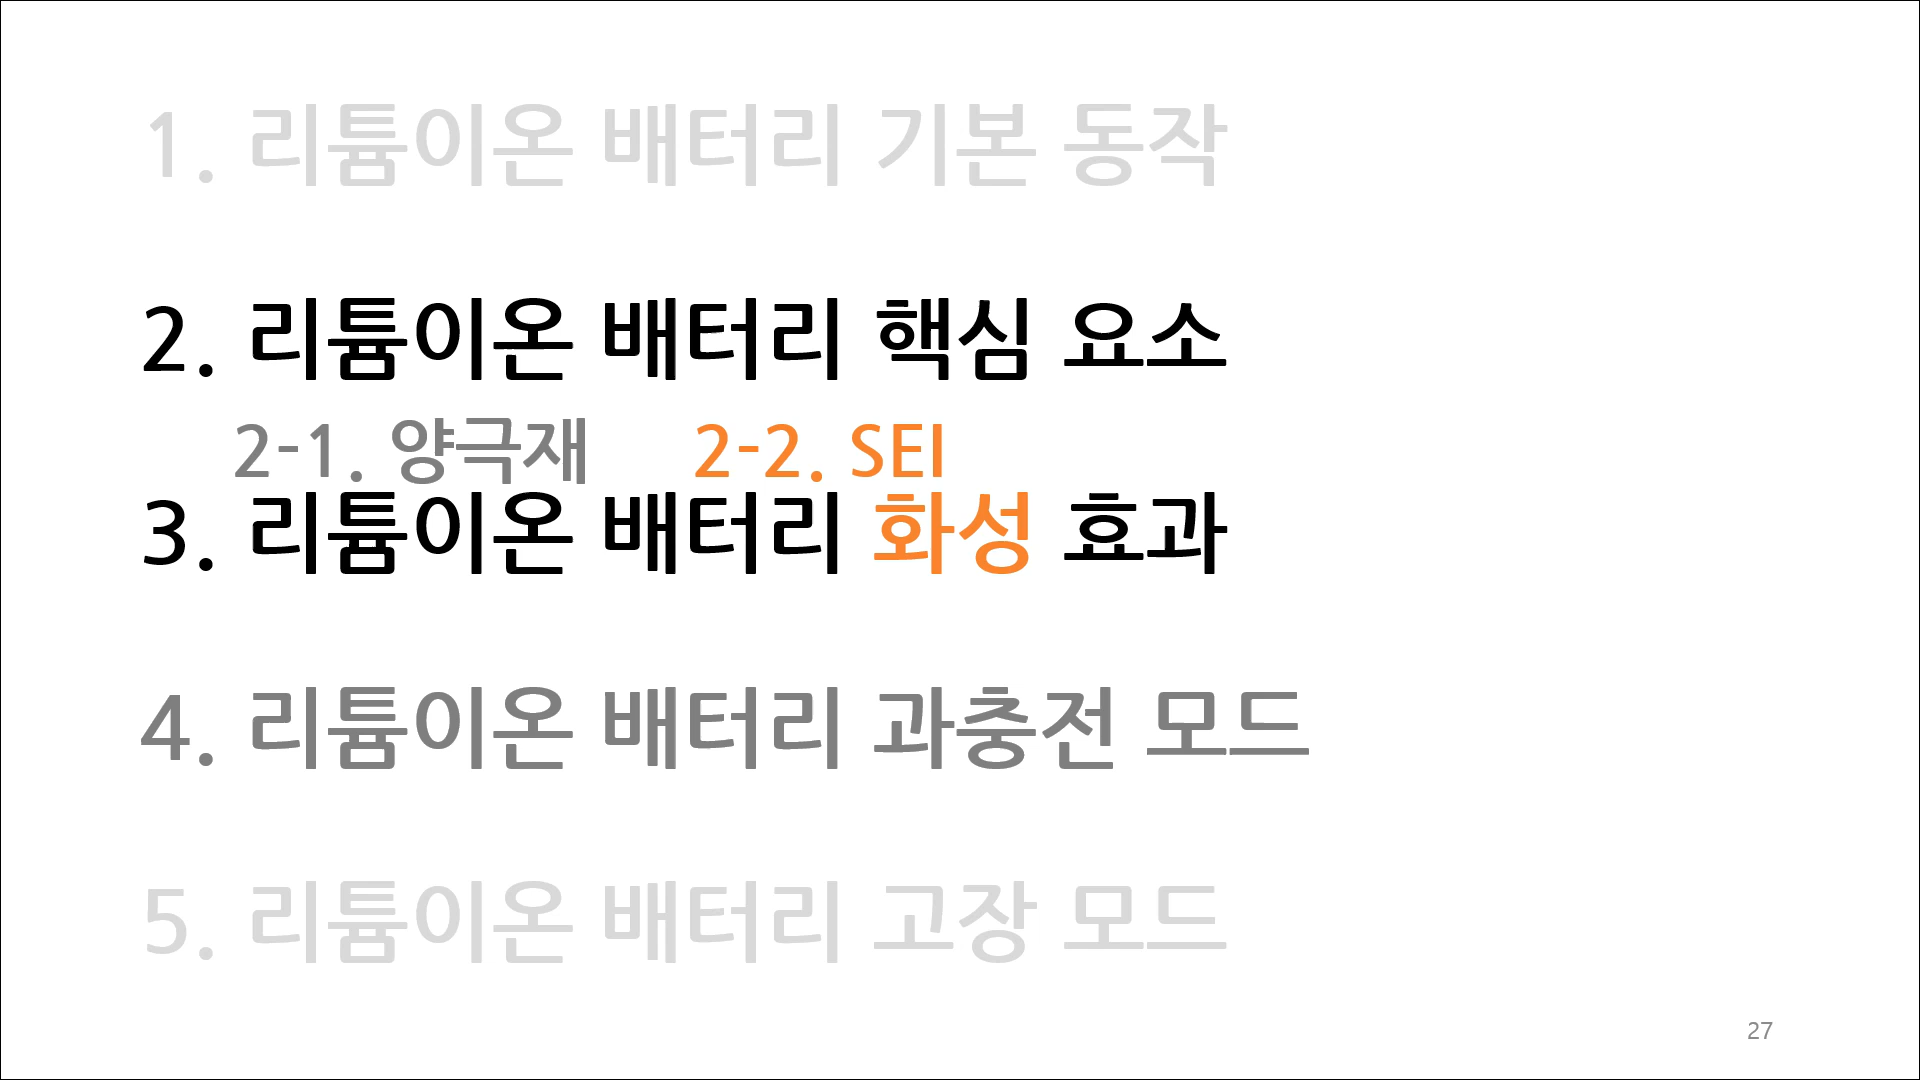 1. 리튬이온 배터리 기본 동작
2. 리튬이온 배터리 핵심 요소
2-1. 양극재 2-2. SEI
3. 리튬이온 배터리 화성 효과
4. 리튬이온 배터리 과충전 모드
5. 리튬이온 배터리 고장 모드
27